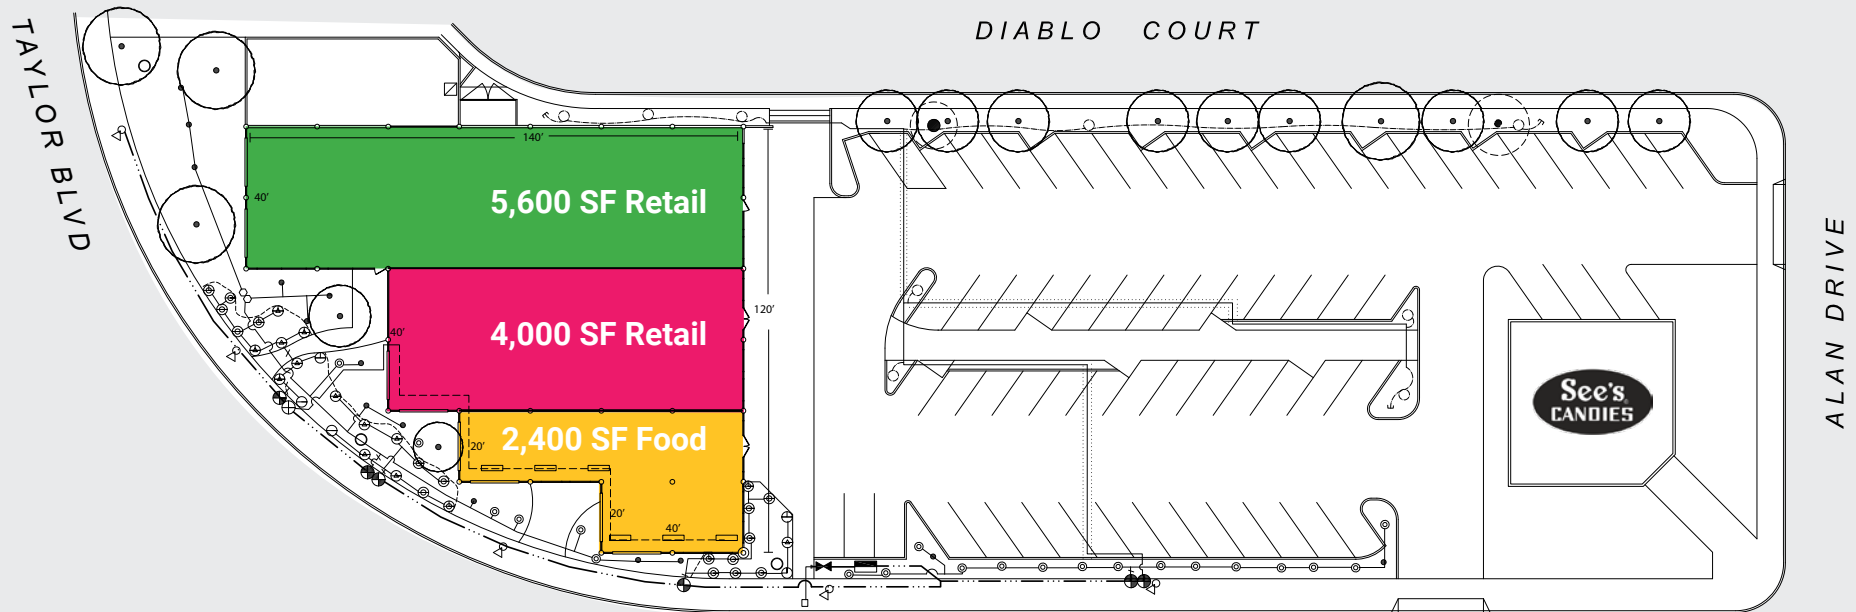 DIABLO COURT
TAYLOR BLVD
140'
40'
5,600 SF Retail
120'
40'
4,000 SF Retail
20'
2,400 SF Food
20'
40'
See's
CANDIES
ALAN DRIVE